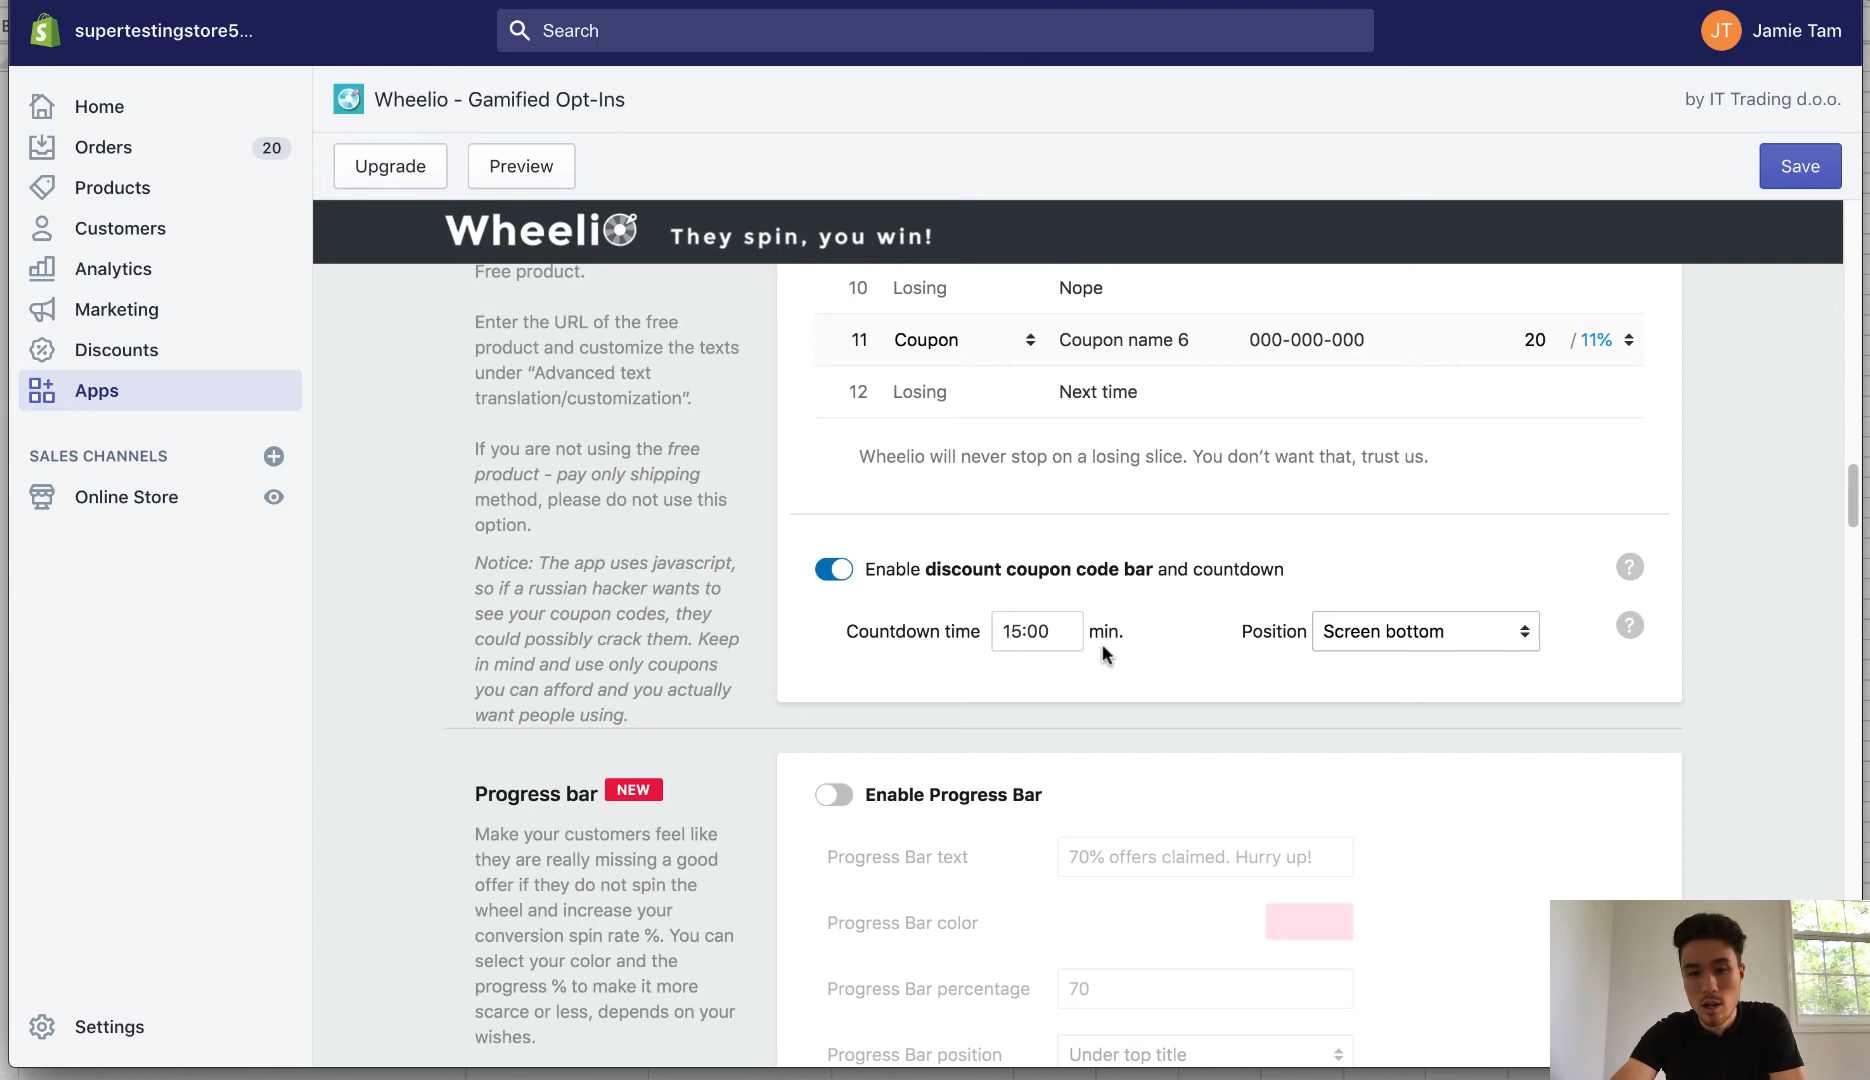 supertestingstore5...
Search
JT Jamie Tam
Home
Orders 20
Products
Customers
Analytics
Marketing
Discounts
Apps
SALES CHANNELS
Online Store
Settings
Wheelio - Gamified Opt-Ins
by IT Trading d.o.o.
Upgrade Preview Save
Wheelio They spin, you win!
Free product.
Enter the URL of the free
product and customize the texts
under “Advanced text
translation/customization”.
If you are not using the free
product - pay only shipping
method, please do not use this
option.
Notice: The app uses javascript,
so if a russian hacker wants to
see your coupon codes, they
could possibly crack them. Keep
in mind and use only coupons
you can afford and you actually
want people using.
10 Losing Nope
11 Coupon Coupon name 6 000-000-000 20 / 11%
12 Losing Next time
Wheelio will never stop on a losing slice. You don’t want that, trust us.
Enable discount coupon code bar and countdown ?
Countdown time 15:00 min. Position Screen bottom ?
Progress bar NEW
Make your customers feel like
they are really missing a good
offer if they do not spin the
wheel and increase your
conversion spin rate %. You can
select your color and the
progress % to make it more
scarce or less, depends on your
wishes.
Enable Progress Bar
Progress Bar text 70% offers claimed. Hurry up!
Progress Bar color
Progress Bar percentage 70
Progress Bar position Under top title